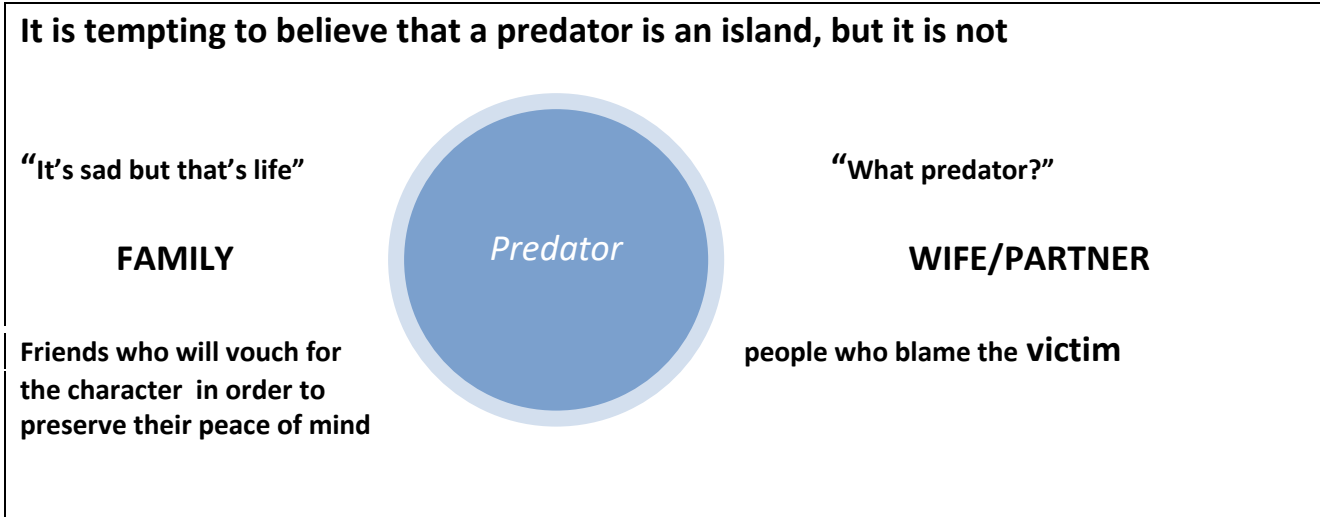 It is tempting to believe that a predator is an island, but it is not
“It’s sad but that’s life”
“What predator?”
FAMILY
Predator
WIFE/PARTNER
Friends who will vouch for
the character in order to
preserve their peace of mind
people who blame the victim